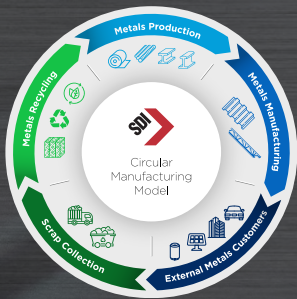 Metals Production
Metals Manufacturing
External Metals Customers
Scrap Collection
Metals Recycling
SDI
Circular
Manufacturing
Model